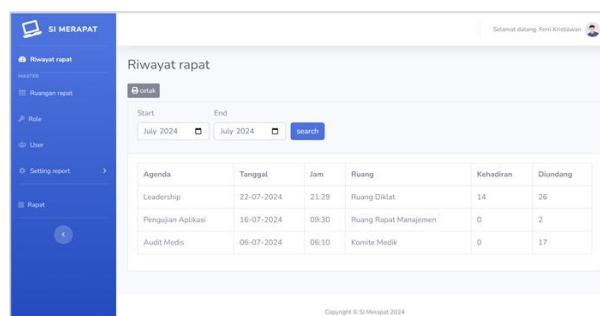 SI MERAPAT
Selamat datang, Ferri Kristiawan
Riwayat rapat
MASTER
Ruangan rapat
Role
User
Setting report
Rapat
Riwayat rapat
cetak
Start End
July 2024 July 2024 search
Agenda Tanggal Jam Ruang Kehadiran Diundang
Leadership 22-07-2024 21:29 Ruang Diklat 14 26
Pengujian Aplikasi 16-07-2024 09:30 Ruang Rapat Manajemen 0 2
Audit Medis 06-07-2024 06:10 Komite Medik 0 17
Copyright © SI Merapat 2024